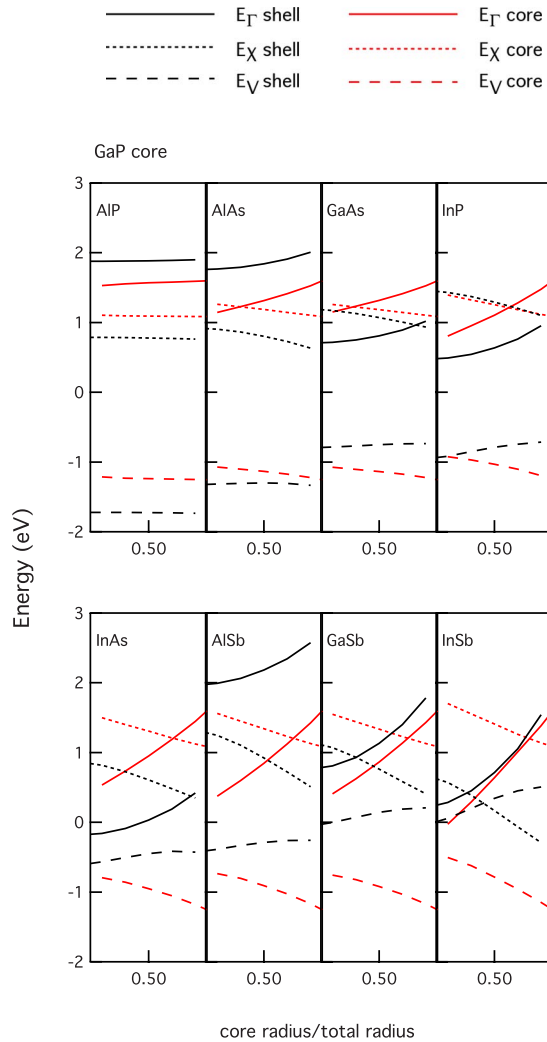 E_Γ shell E_Γ core
E_X shell E_X core
E_V shell E_V core
GaP core
3
AlP AlAs GaAs InP
2
1
0
-1
-2
0.50 0.50 0.50 0.50
Energy (eV)
3
InAs AlSb GaSb InSb
2
1
0
-1
-2
0.50 0.50 0.50 0.50
core radius/total radius